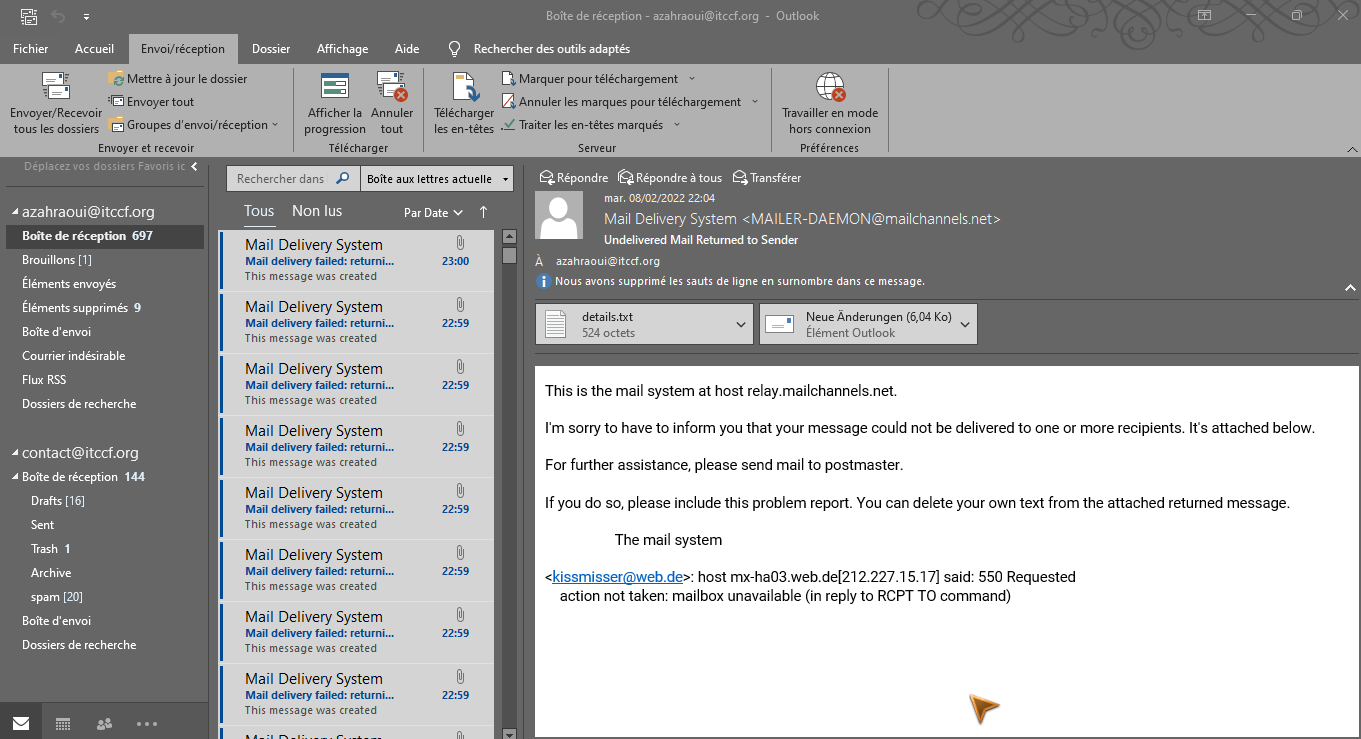 Boîte de réception - azahraoui@itccf.org - Outlook
Fichier Accueil Envoi/réception Dossier Affichage Aide Rechercher des outils adaptés
Envoyer/Recevoir tous les dossiers
Mettre à jour le dossier
Envoyer tout
Groupes d'envoi/réception
Envoyer et recevoir
Afficher la progression
Annuler tout
Télécharger
Télécharger les en-têtes
Marquer pour téléchargement
Annuler les marques pour téléchargement
Traiter les en-têtes marqués
Serveur
Travailler en mode hors connexion
Préférences
Déplacez vos dossiers Favoris ic
azahraoui@itccf.org
Boîte de réception 697
Brouillons [1]
Éléments envoyés
Éléments supprimés 9
Boîte d'envoi
Courrier indésirable
Flux RSS
Dossiers de recherche
contact@itccf.org
Boîte de réception 144
Drafts [16]
Sent
Trash 1
Archive
spam [20]
Boîte d'envoi
Dossiers de recherche
Rechercher dans Boîte aux lettres actuelle
Tous Non lus Par Date
Mail Delivery System
Mail delivery failed: returni... 23:00
This message was created
Mail Delivery System
Mail delivery failed: returni... 22:59
This message was created
Mail Delivery System
Mail delivery failed: returni... 22:59
This message was created
Mail Delivery System
Mail delivery failed: returni... 22:59
This message was created
Mail Delivery System
Mail delivery failed: returni... 22:59
This message was created
Mail Delivery System
Mail delivery failed: returni... 22:59
This message was created
Mail Delivery System
Mail delivery failed: returni... 22:59
This message was created
Mail Delivery System
Mail delivery failed: returni... 22:59
This message was created
Mail Delivery System
Répondre Répondre à tous Transférer
mar. 08/02/2022 22:04
Mail Delivery System <MAILER-DAEMON@mailchannels.net>
Undelivered Mail Returned to Sender
À azahraoui@itccf.org
Nous avons supprimé les sauts de ligne en surnombre dans ce message.
details.txt
524 octets
Neue Änderungen (6,04 Ko)
Élément Outlook
This is the mail system at host relay.mailchannels.net.
I'm sorry to have to inform you that your message could not be delivered to one or more recipients. It's attached below.
For further assistance, please send mail to postmaster.
If you do so, please include this problem report. You can delete your own text from the attached returned message.
The mail system
<kissmisser@web.de>: host mx-ha03.web.de[212.227.15.17] said: 550 Requested
action not taken: mailbox unavailable (in reply to RCPT TO command)